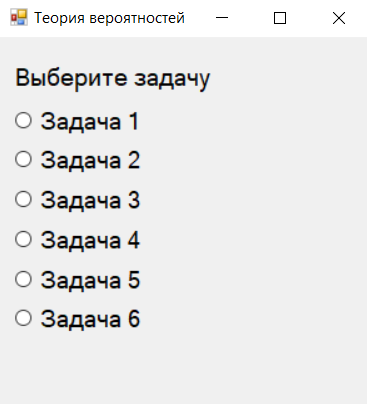 Теория вероятностей
Выберите задачу
Задача 1
Задача 2
Задача 3
Задача 4
Задача 5
Задача 6